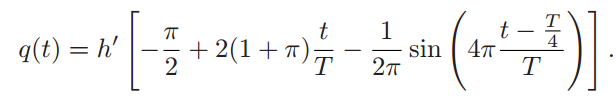 q(t) = h′ [ −π/2 + 2(1 + π) t/T − 1/2π sin ( 4π (t − T/4)/T ) ] .